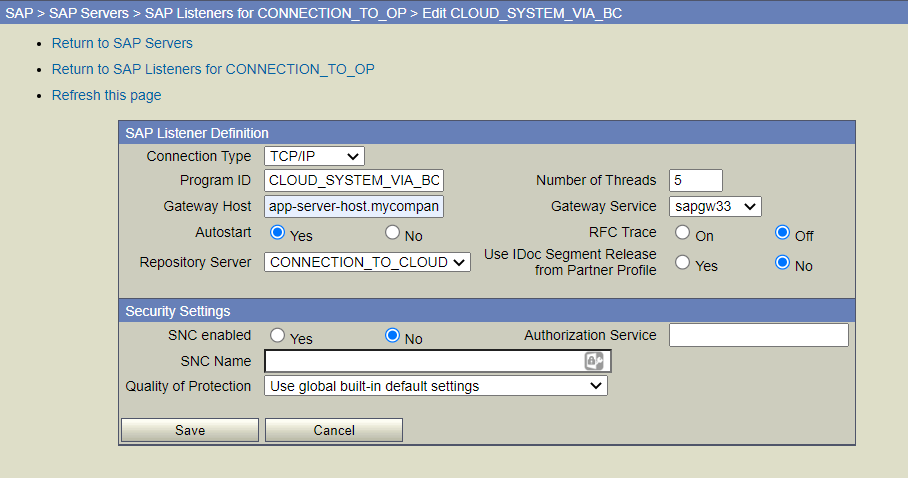 SAP > SAP Servers > SAP Listeners for CONNECTION_TO_OP > Edit CLOUD_SYSTEM_VIA_BC
Return to SAP Servers
Return to SAP Listeners for CONNECTION_TO_OP
Refresh this page
SAP Listener Definition
Connection Type TCP/IP
Program ID CLOUD_SYSTEM_VIA_BC Number of Threads 5
Gateway Host app-server-host.mycompan Gateway Service sapgw33
Autostart Yes No RFC Trace On Off
Repository Server CONNECTION_TO_CLOUD Use IDoc Segment Release
from Partner Profile Yes No
Security Settings
SNC enabled Yes No Authorization Service
SNC Name
Quality of Protection Use global built-in default settings
Save Cancel